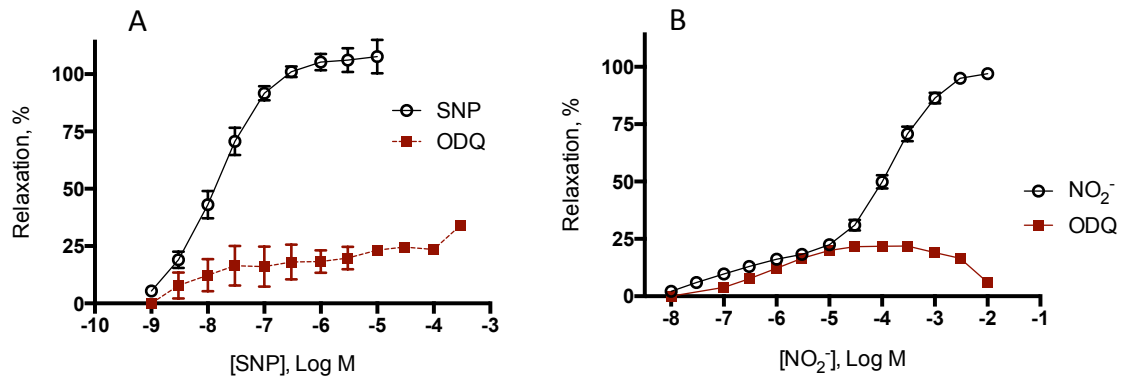 A
Relaxation, %
100
75
50
25
0
-10 -9 -8 -7 -6 -5 -4 -3
[SNP], Log M
SNP
ODQ
B
Relaxation, %
100
75
50
25
0
-8 -7 -6 -5 -4 -3 -2 -1
[NO₂⁻], Log M
NO₂⁻
ODQ